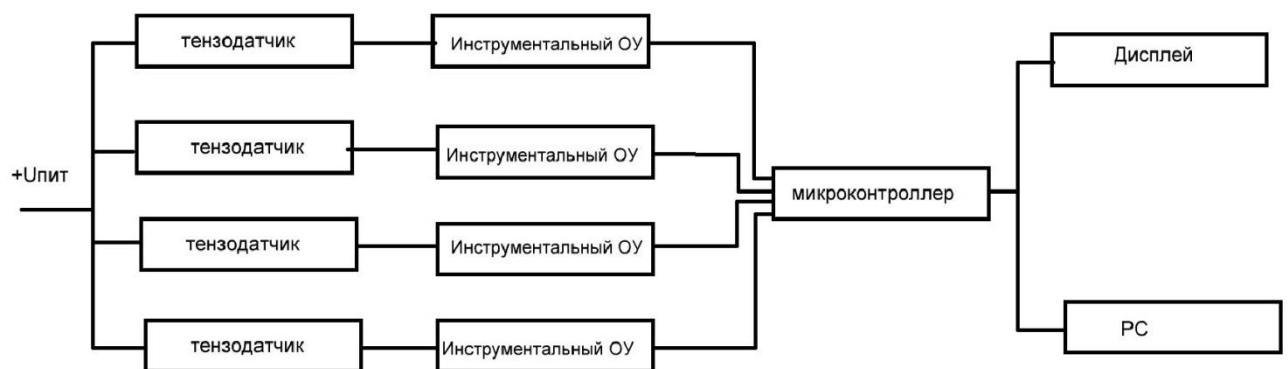 тензодатчик
Инструментальный ОУ
Дисплей
тензодатчик
Инструментальный ОУ
+Uпит
микроконтроллер
тензодатчик
Инструментальный ОУ
PC
тензодатчик
Инструментальный ОУ